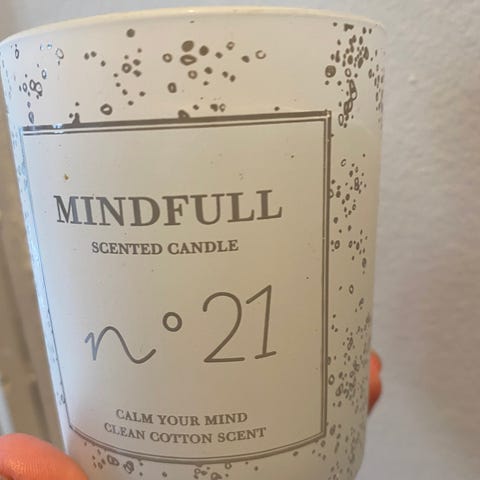 MINDFULL
SCENTED CANDLE
n° 21
CALM YOUR MIND
CLEAN COTTON SCENT